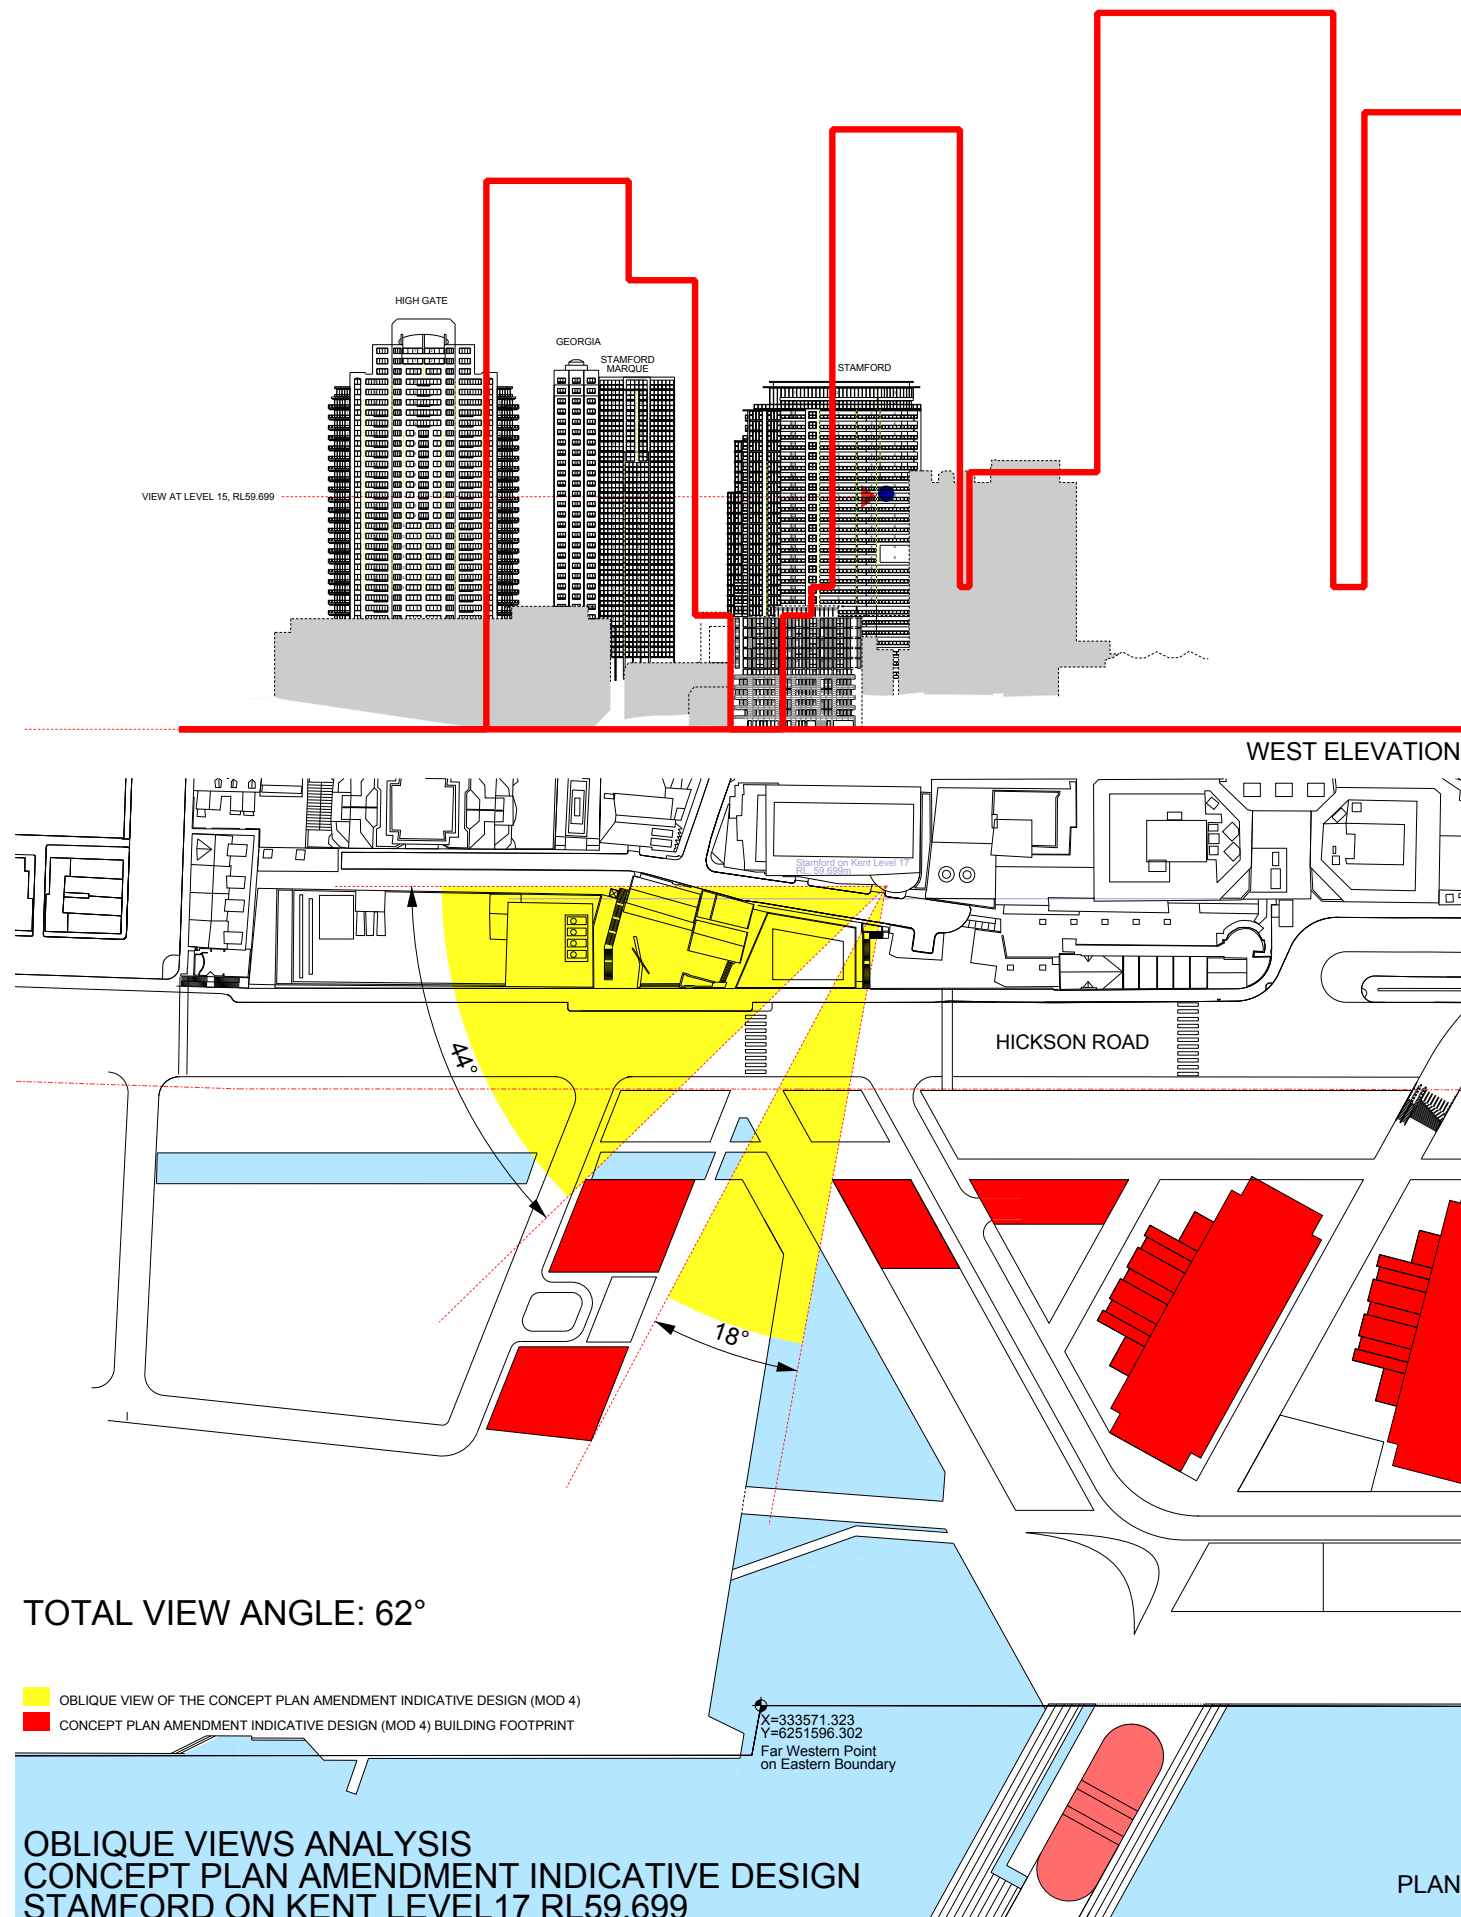 HIGH GATE
GEORGIA
STAMFORD
MARQUE
STAMFORD
VIEW AT LEVEL 15, RL59.699
WEST ELEVATION
Stamford on Kent Level 17
RL. 59.699m
44°
HICKSON ROAD
18°
TOTAL VIEW ANGLE: 62°
OBLIQUE VIEW OF THE CONCEPT PLAN AMENDMENT INDICATIVE DESIGN (MOD 4)
CONCEPT PLAN AMENDMENT INDICATIVE DESIGN (MOD 4) BUILDING FOOTPRINT
X=333571.323
Y=6251596.302
Far Western Point
on Eastern Boundary
OBLIQUE VIEWS ANALYSIS
CONCEPT PLAN AMENDMENT INDICATIVE DESIGN
STAMFORD ON KENT LEVEL17 RL59.699
PLAN